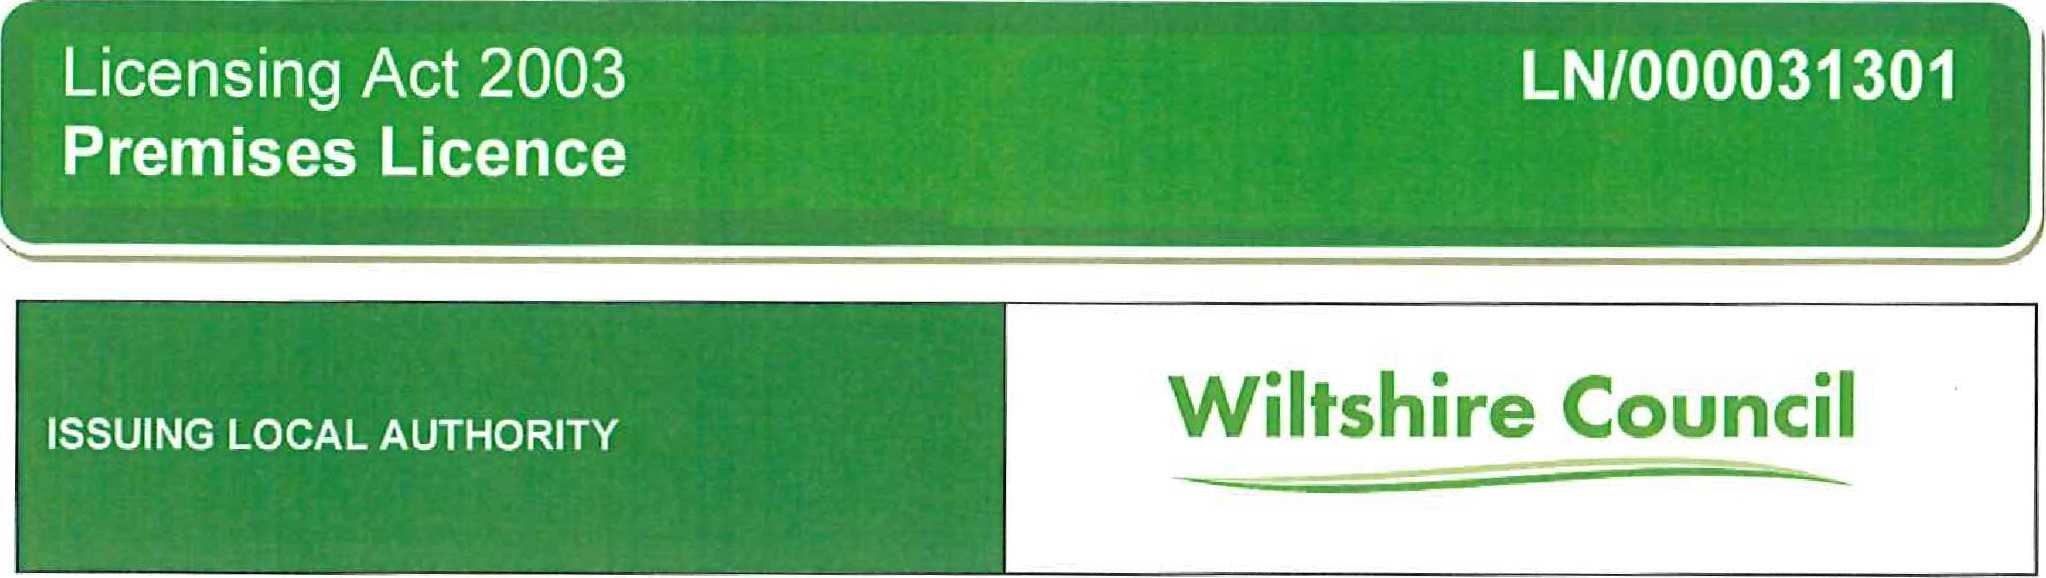 Licensing Act 2003
LN/000031301
Premises Licence
ISSUING LOCAL AUTHORITY
Wiltshire Council